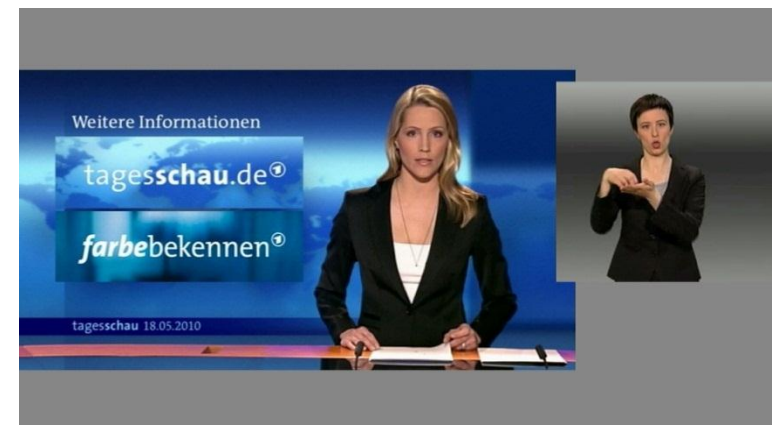 Weitere Informationen
tagesschau.de
farbebekennen
tagesschau 18.05.2010